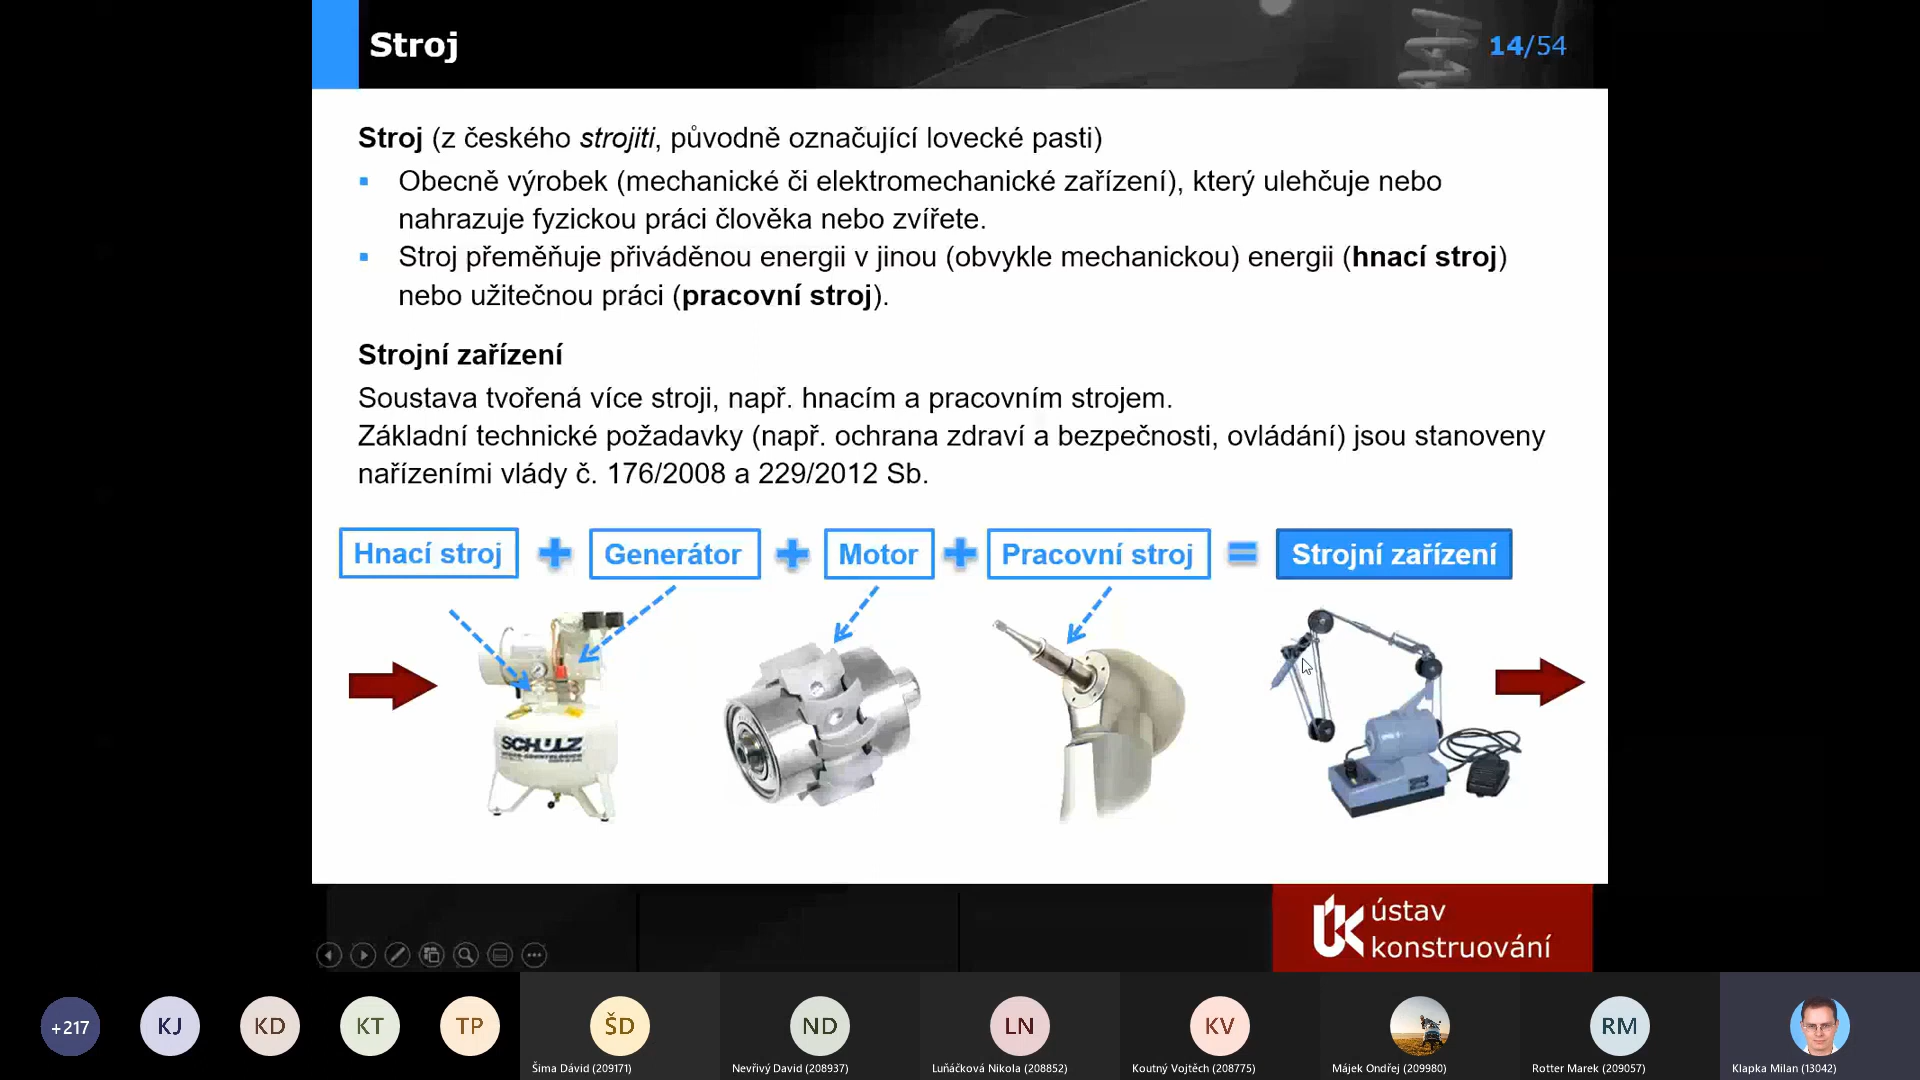 Stroj
14/54
Stroj (z českého strojiti, původně označující lovecké pasti)
Obecně výrobek (mechanické či elektromechanické zařízení), který ulehčuje nebo
nahrazuje fyzickou práci člověka nebo zvířete.
Stroj přeměňuje přiváděnou energii v jinou (obvykle mechanickou) energii (hnací stroj)
nebo užitečnou práci (pracovní stroj).
Strojní zařízení
Soustava tvořená více stroji, např. hnacím a pracovním strojem.
Základní technické požadavky (např. ochrana zdraví a bezpečnosti, ovládání) jsou stanoveny
nařízeními vlády č. 176/2008 a 229/2012 Sb.
Hnací stroj + Generátor + Motor + Pracovní stroj = Strojní zařízení
SCHULZ
ÚK ústav
konstruování
+217
KJ
KD
KT
TP
ŠD
ND
LN
KV
RM
Šima Dávid (209171)
Nevřivý David (208937)
Luňáčková Nikola (208852)
Koutný Vojtěch (208775)
Májek Ondřej (209980)
Rotter Marek (209057)
Klapka Milan (13042)